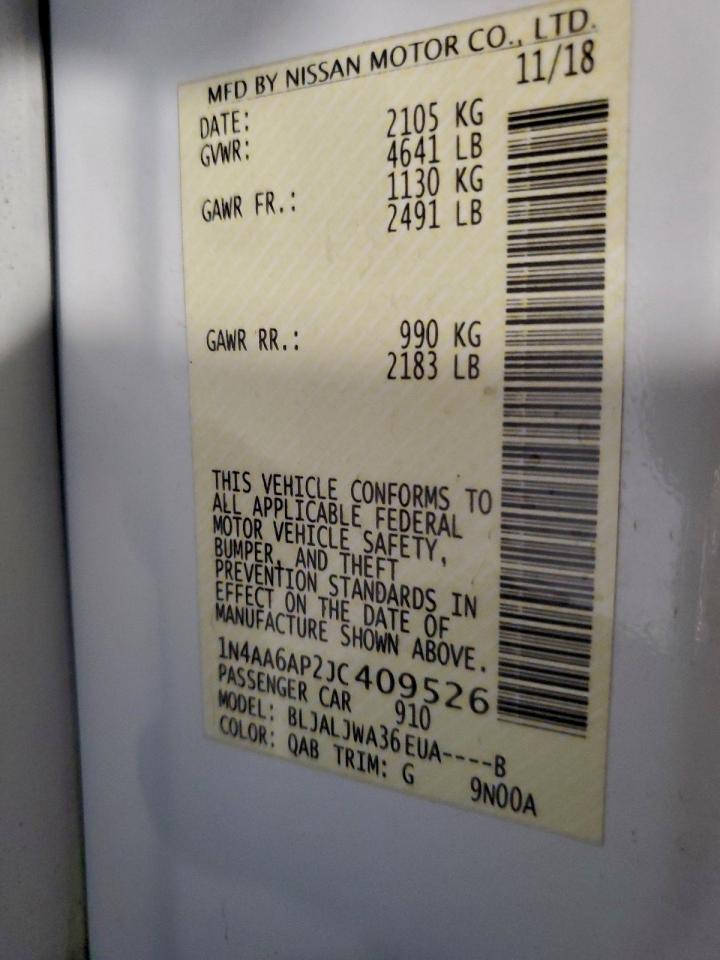 MFD BY NISSAN MOTOR CO., LTD.
DATE: 11/18
GVWR: 2105 KG
4641 LB
GAWR FR.: 1130 KG
2491 LB
GAWR RR.: 990 KG
2183 LB
THIS VEHICLE CONFORMS TO
ALL APPLICABLE FEDERAL
MOTOR VEHICLE SAFETY,
BUMPER, AND THEFT
PREVENTION STANDARDS IN
EFFECT ON THE DATE OF
MANUFACTURE SHOWN ABOVE.
1N4AA6AP2JC409526
PASSENGER CAR 910
MODEL: BLJALJWA36EUA----B
COLOR: QAB TRIM: G 9N00A